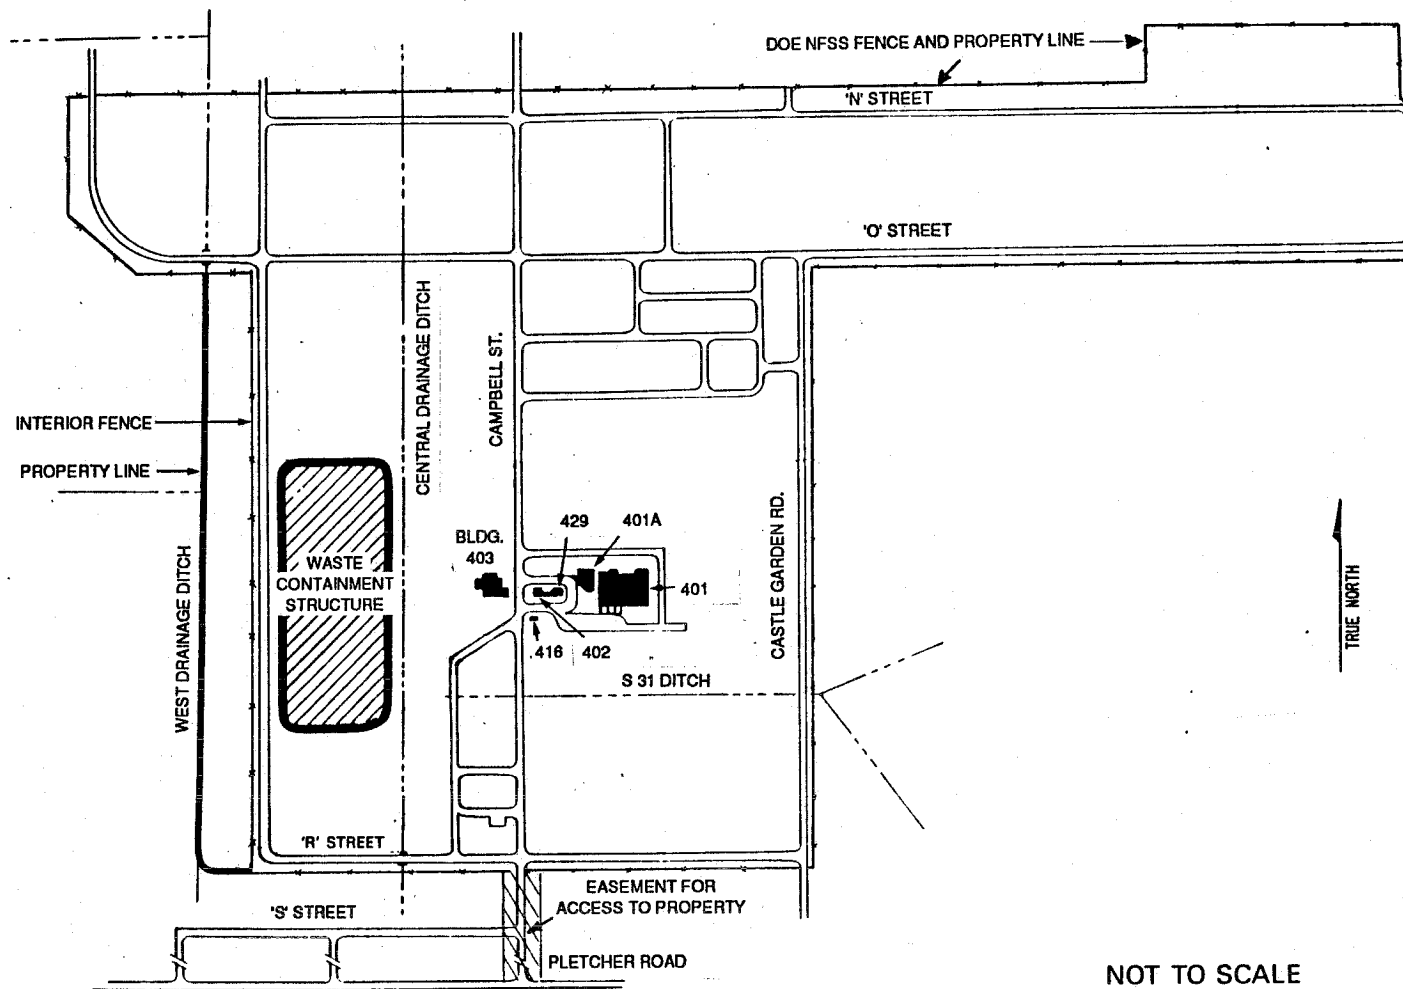 DOE NFSS FENCE AND PROPERTY LINE
'N' STREET
'O' STREET
CENTRAL DRAINAGE DITCH
CAMPBELL ST.
INTERIOR FENCE
PROPERTY LINE
WEST DRAINAGE DITCH
WASTE
CONTAINMENT
STRUCTURE
BLDG.
403
429
401A
401
416
402
CASTLE GARDEN RD.
S 31 DITCH
TRUE NORTH
'R' STREET
'S' STREET
EASEMENT FOR
ACCESS TO PROPERTY
PLETCHER ROAD
NOT TO SCALE